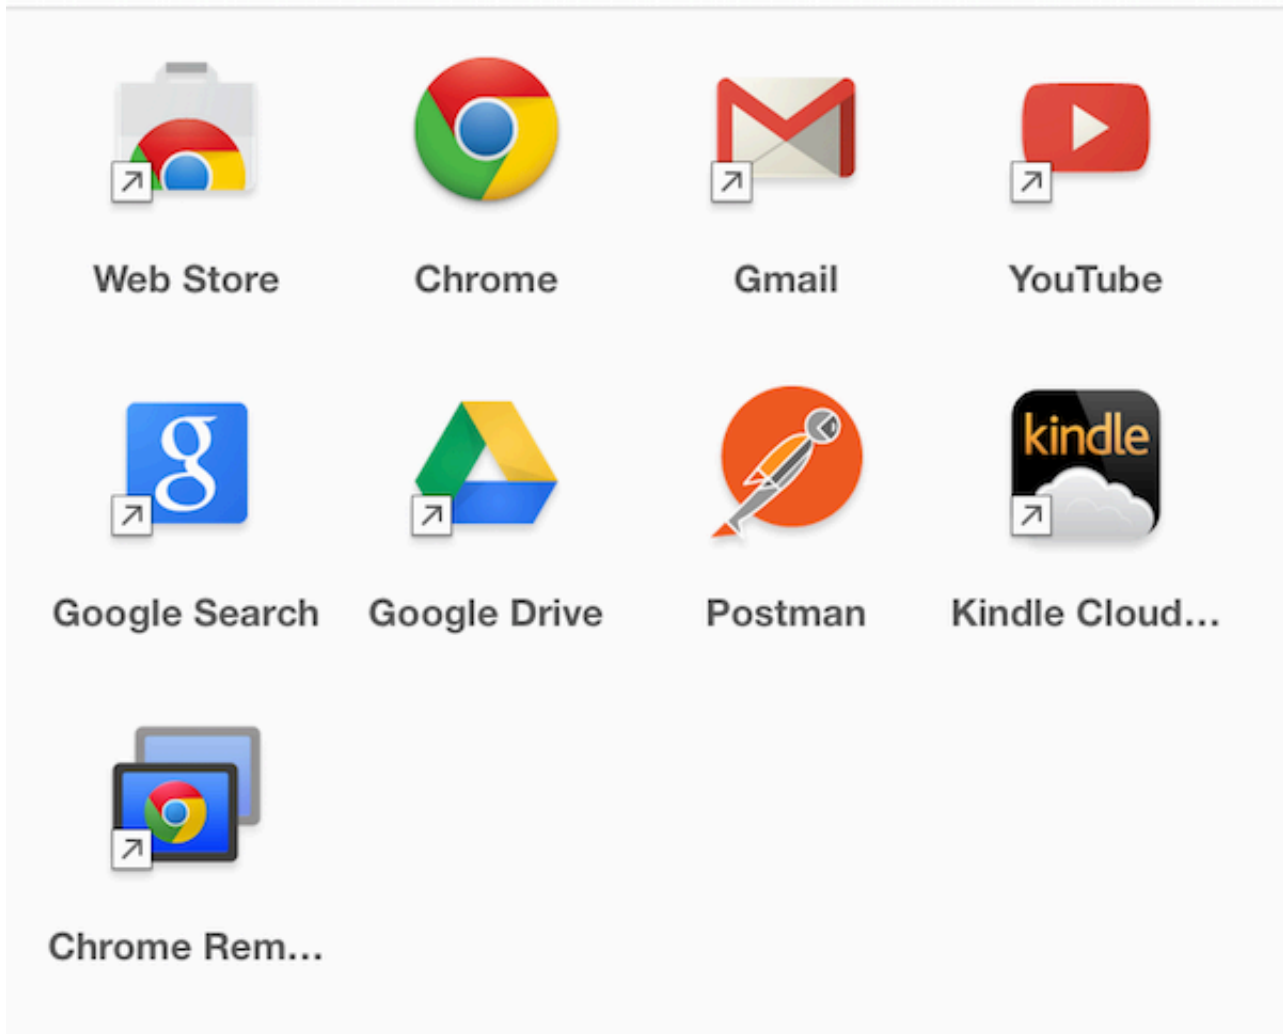 Web Store
Chrome
Gmail
YouTube
g
kindle
Google Search
Google Drive
Postman
Kindle Cloud...
Chrome Rem...